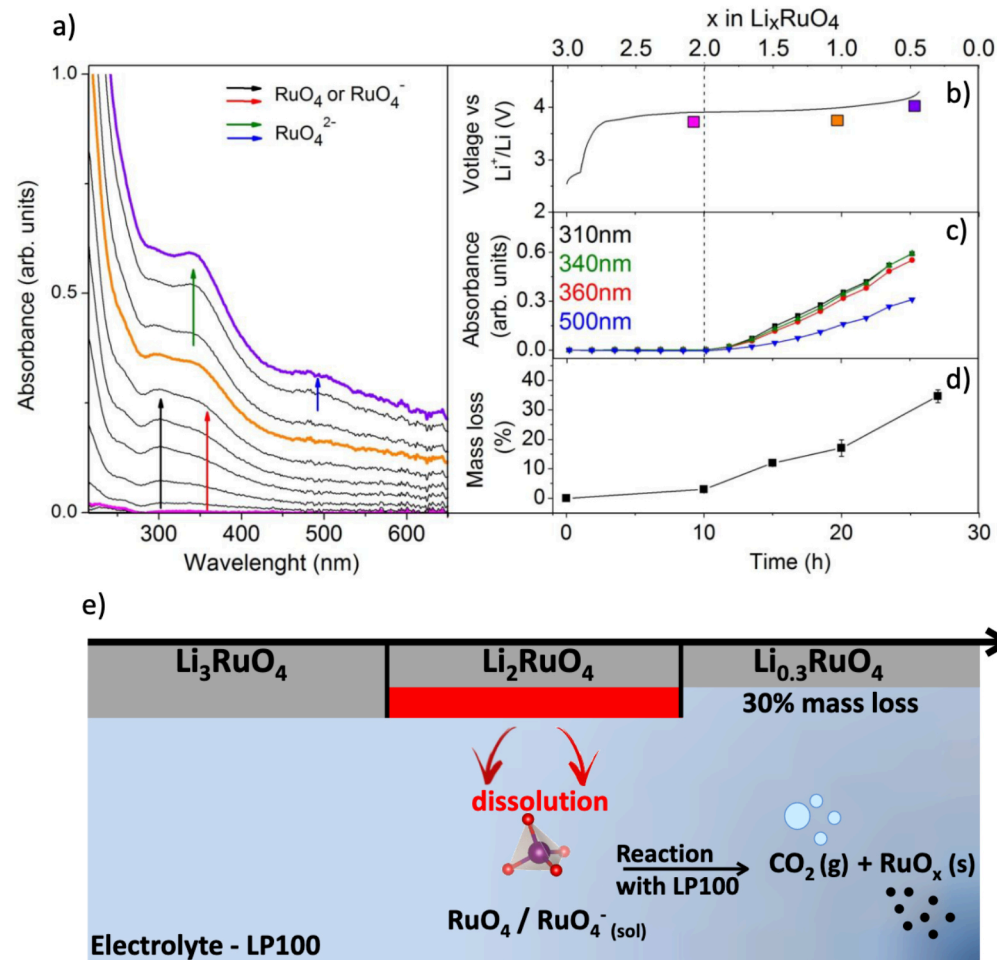 a)
x in LiₓRuO₄
3.0 2.5 2.0 1.5 1.0 0.5 0.0
1.0
0.5
0.0
Absorbance (arb. units)
RuO₄ or RuO₄⁻
RuO₄²⁻
300 400 500 600
Wavelenght (nm)
b)
Votlage vs
Li⁺/Li (V)
4
3
2
c)
Absorbance
(arb. units)
0.6
0.3
0.0
310nm
340nm
360nm
500nm
d)
Mass loss
(%)
40
30
20
10
0
0 10 20 30
Time (h)
e)
Li₃RuO₄ Li₂RuO₄ Li₀.₃RuO₄
30% mass loss
dissolution
Reaction
with LP100
CO₂ (g) + RuOₓ (s)
RuO₄ / RuO₄⁻ (sol)
Electrolyte - LP100